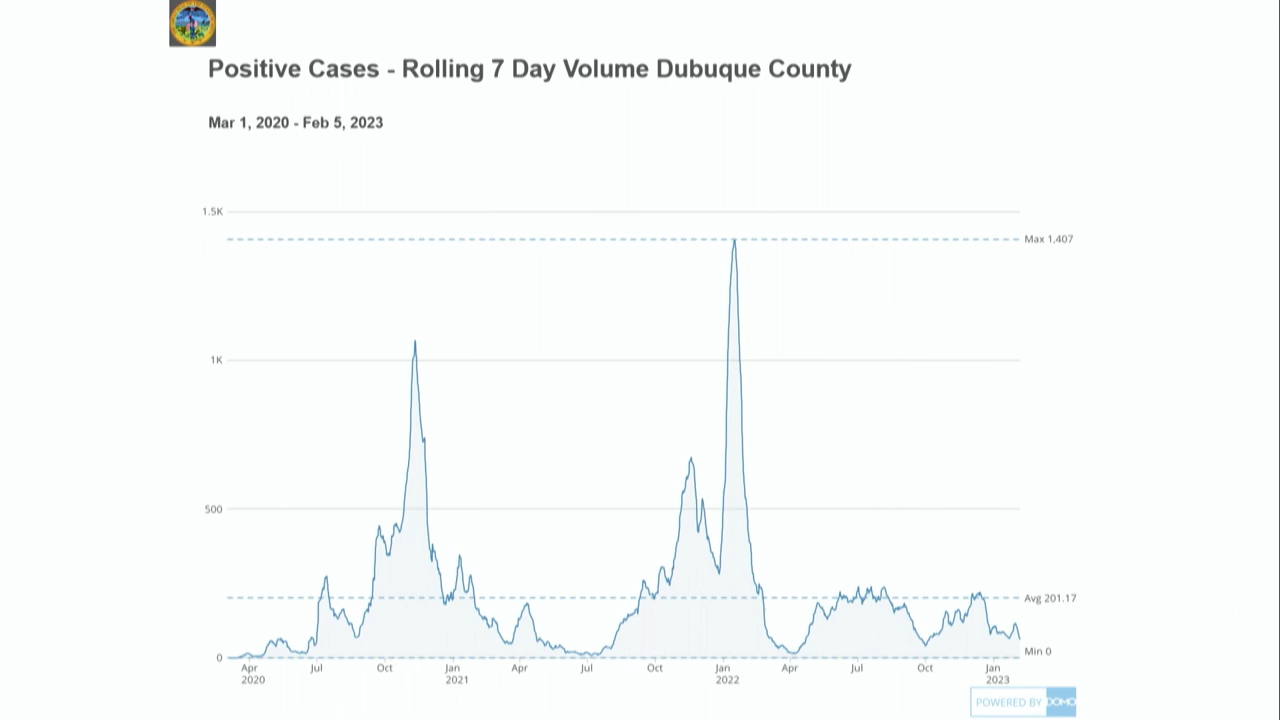 Positive Cases - Rolling 7 Day Volume Dubuque County
Mar 1, 2020 - Feb 5, 2023
1.5K
Max 1,407
1K
500
Avg 201.17
0
Min 0
Apr Jul Oct Jan Apr Jul Oct Jan Apr Jul Oct Jan
2020 2021 2022 2023
POWERED BY DOMO